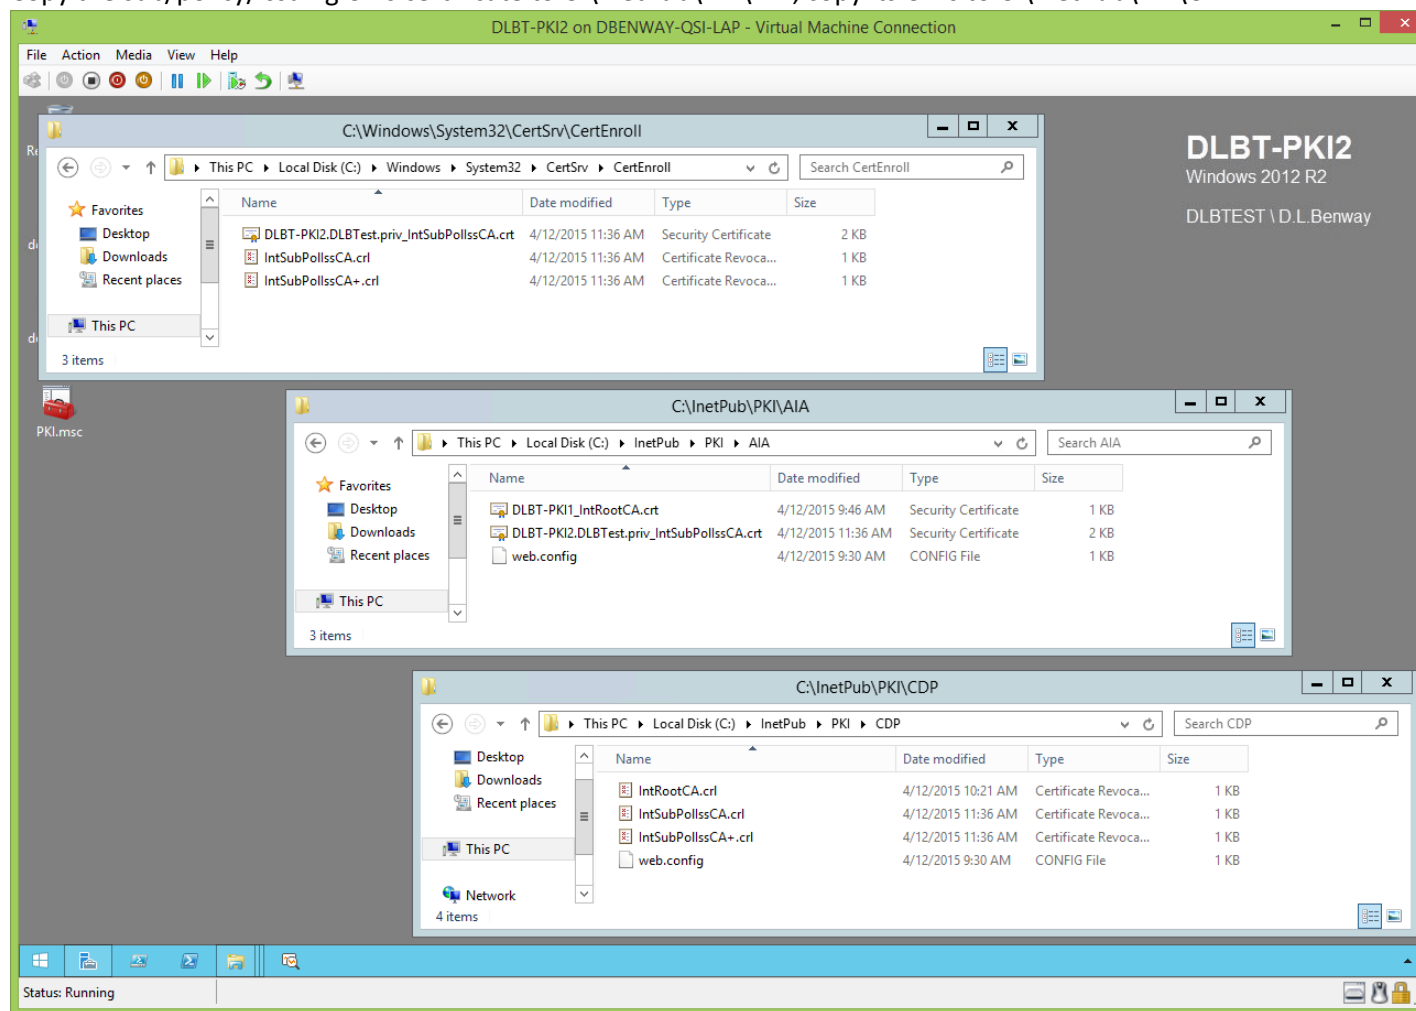 DLBT-PKI2 on DBENWAY-QSI-LAP - Virtual Machine Connection
File Action Media View Help
DLBT-PKI2
Windows 2012 R2
DLBTEST \ D.L.Benway
C:\Windows\System32\CertSrv\CertEnroll
This PC Local Disk (C:) Windows System32 CertSrv CertEnroll Search CertEnroll
Favorites
Desktop
Downloads
Recent places
This PC
Name Date modified Type Size
DLBT-PKI2.DLBTest.priv_IntSubPolIssCA.crt 4/12/2015 11:36 AM Security Certificate 2 KB
IntSubPolIssCA.crl 4/12/2015 11:36 AM Certificate Revoca... 1 KB
IntSubPolIssCA+.crl 4/12/2015 11:36 AM Certificate Revoca... 1 KB
3 items
PKI.msc
C:\InetPub\PKI\AIA
This PC Local Disk (C:) InetPub PKI AIA Search AIA
Favorites
Desktop
Downloads
Recent places
This PC
Name Date modified Type Size
DLBT-PKI1_IntRootCA.crt 4/12/2015 9:46 AM Security Certificate 1 KB
DLBT-PKI2.DLBTest.priv_IntSubPolIssCA.crt 4/12/2015 11:36 AM Security Certificate 2 KB
web.config 4/12/2015 9:30 AM CONFIG File 1 KB
3 items
C:\InetPub\PKI\CDP
This PC Local Disk (C:) InetPub PKI CDP Search CDP
Desktop
Downloads
Recent places
This PC
Network
Name Date modified Type Size
IntRootCA.crl 4/12/2015 10:21 AM Certificate Revoca... 1 KB
IntSubPolIssCA.crl 4/12/2015 11:36 AM Certificate Revoca... 1 KB
IntSubPolIssCA+.crl 4/12/2015 11:36 AM Certificate Revoca... 1 KB
web.config 4/12/2015 9:30 AM CONFIG File 1 KB
4 items
Status: Running